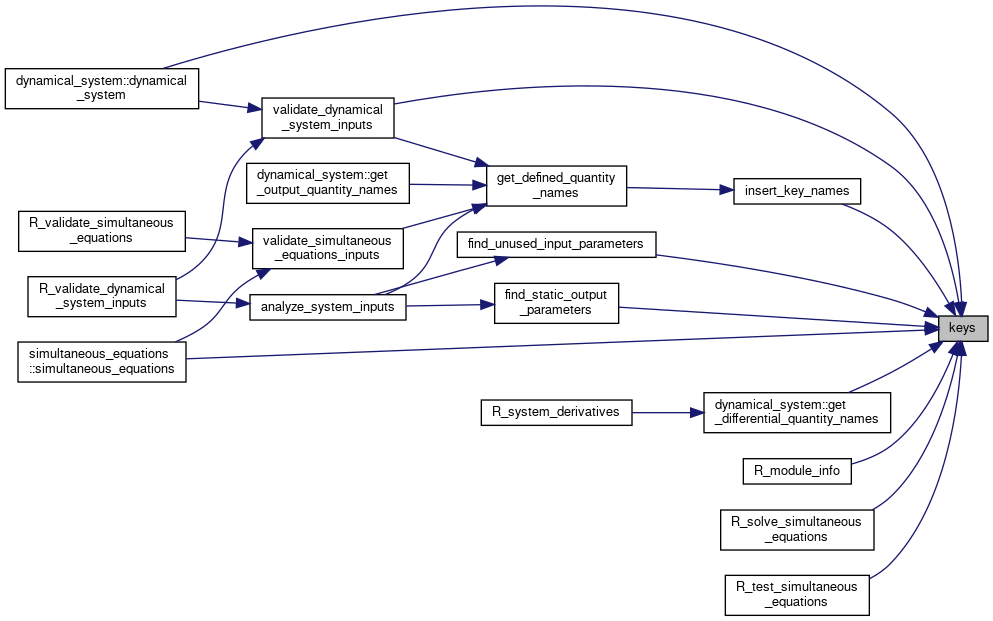 dynamical_system::dynamical
_system
validate_dynamical
_system_inputs
dynamical_system::get
_output_quantity_names
get_defined_quantity
_names
insert_key_names
R_validate_simultaneous
_equations
validate_simultaneous
_equations_inputs
find_unused_input_parameters
R_validate_dynamical
_system_inputs
analyze_system_inputs
find_static_output
_parameters
keys
simultaneous_equations
::simultaneous_equations
R_system_derivatives
dynamical_system::get
_differential_quantity_names
R_module_info
R_solve_simultaneous
_equations
R_test_simultaneous
_equations